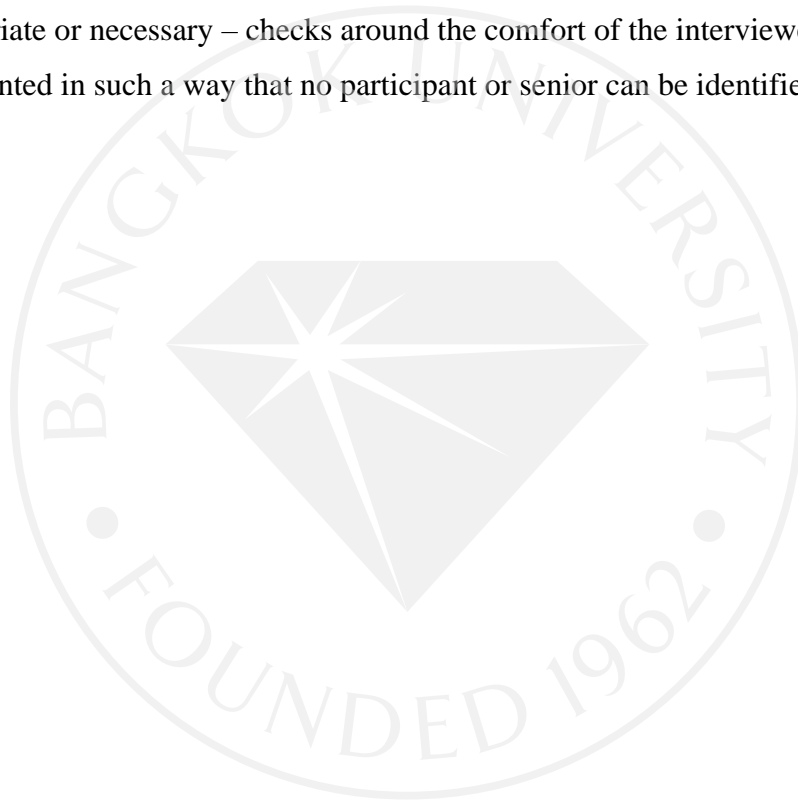 riate or necessary – checks around the comfort of the interviewe
nted in such a way that no participant or senior can be identifie
BANGKOK UNIVERSITY
FOUNDED 1962